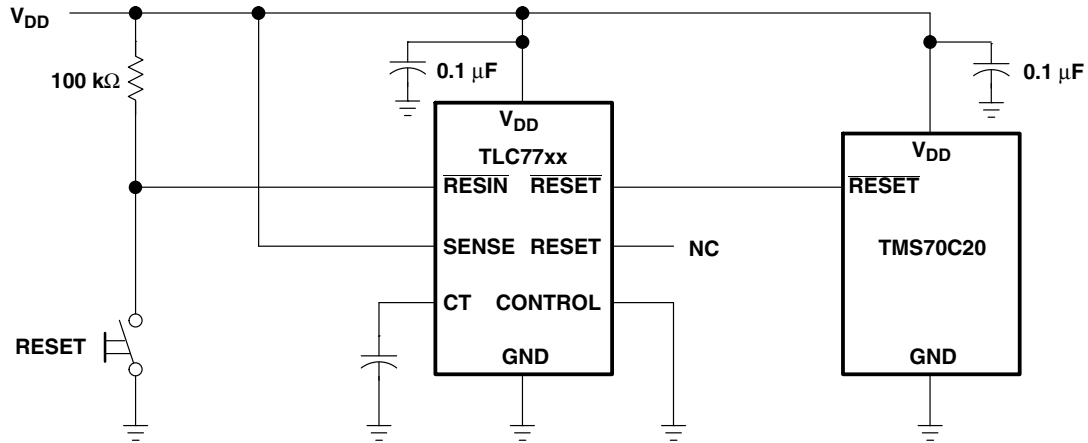 VDD
100 kΩ
0.1 μF
0.1 μF
VDD
TLC77xx
VDD
RESIN RESET
RESET
SENSE RESET
NC
TMS70C20
CT CONTROL
RESET
GND
GND